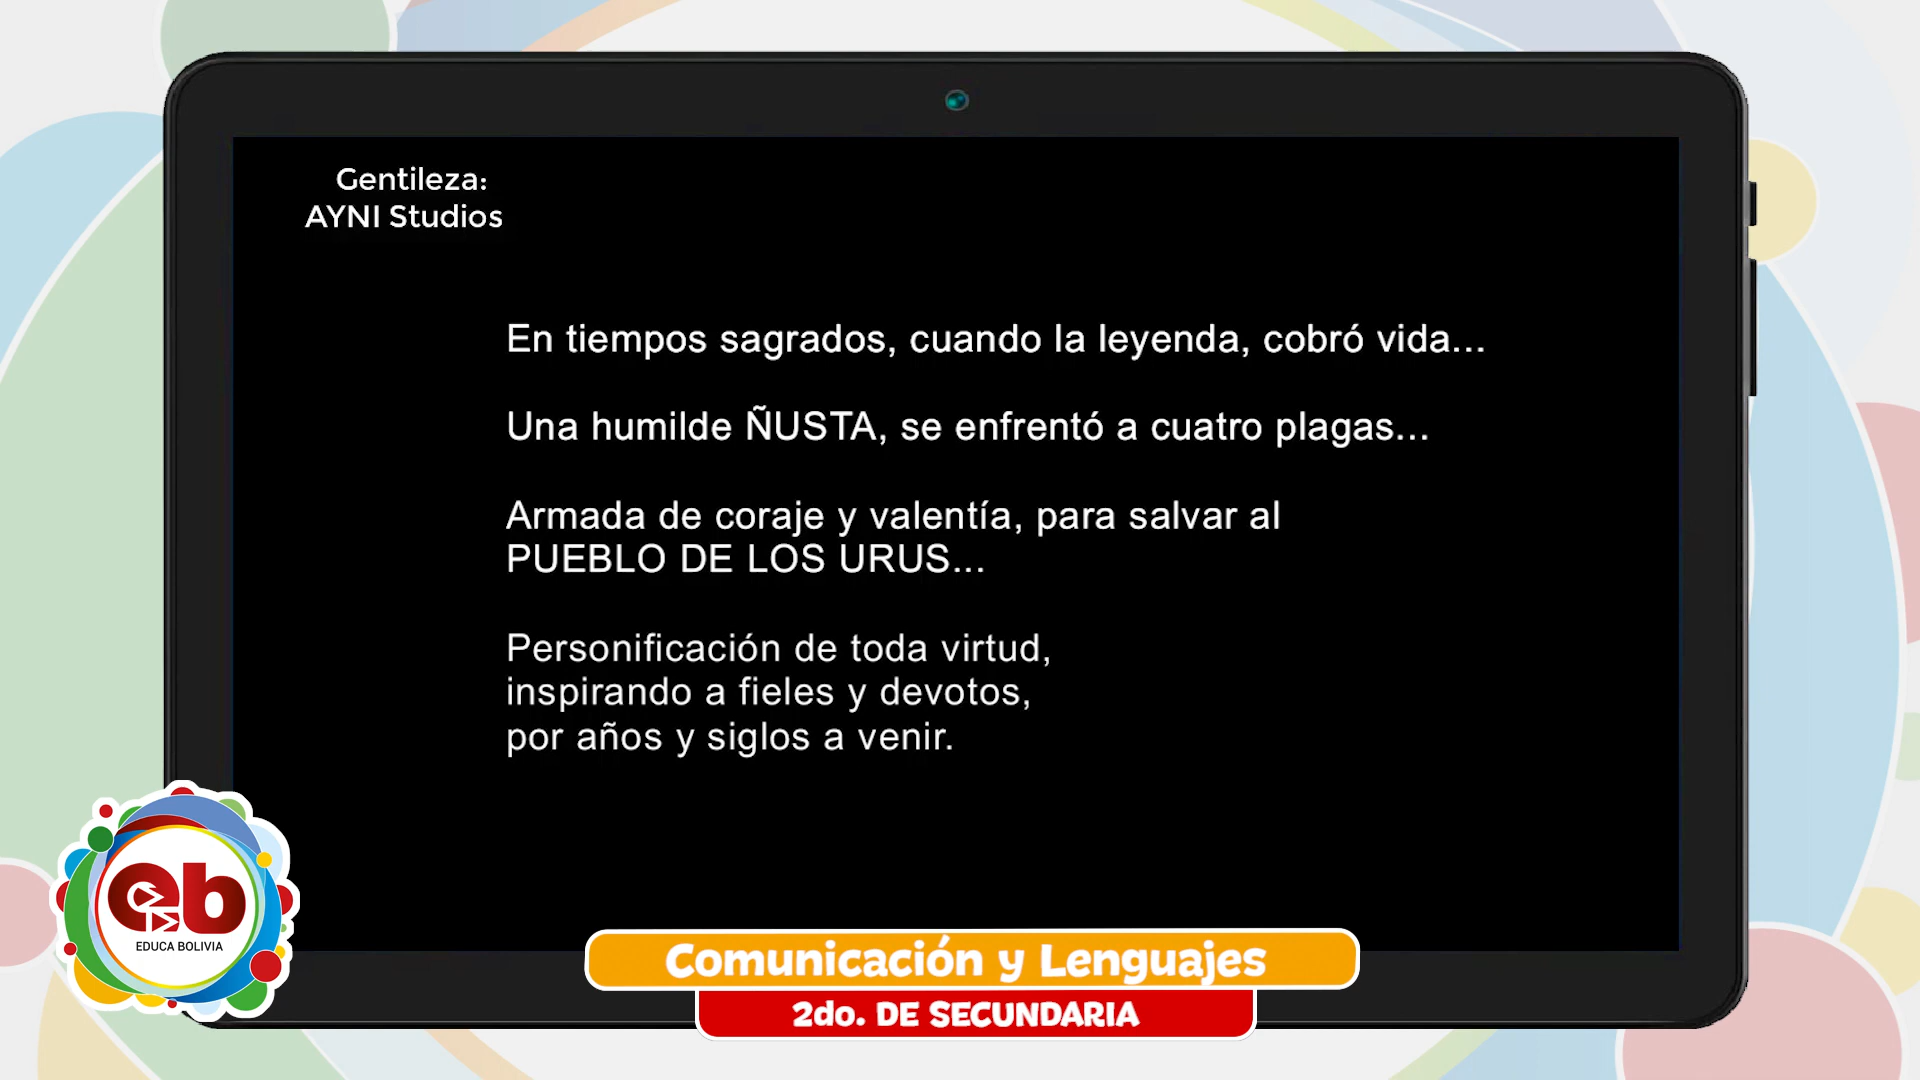 Gentileza:
AYNI Studios
En tiempos sagrados, cuando la leyenda, cobró vida...
Una humilde ÑUSTA, se enfrentó a cuatro plagas...
Armada de coraje y valentía, para salvar al
PUEBLO DE LOS URUS...
Personificación de toda virtud,
inspirando a fieles y devotos,
por años y siglos a venir.
eb
EDUCA BOLIVIA
Comunicación y Lenguajes
2do. DE SECUNDARIA